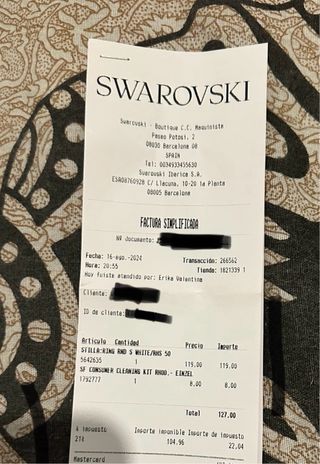 SWAROVSKI
Swarovski - Boutique C.C. Maquinista
Paseo Potosí, 2
08030 Barcelona 08
SPAIN
Tel: 0034933455630
Swarovski Iberica S.A.
ESA08760928 C/ Llacuna, 10-20 1a Planta
08005 Barcelona
FACTURA SIMPLIFICADA
Nº Documento:
Fecha: 16-ago.-2024 Transacción: 266562
Hora: 20:55 Tienda: 1821339 1
Hoy fuiste atendido por: Erika Valentina
Cliente:
ID de cliente:
Artículo Cantidad Precio Importe
STILLA:RING RND S WHITE/RHS 50
5642635 1 119.00 119.00
SF CONSUMER CLEANING KIT RHOD.- EINZEL
1792777 1 8.00 8.00
Total 127.00
% impuesto Importe imponible Importe de impuesto
21% 104,96 22,04
Mastercard